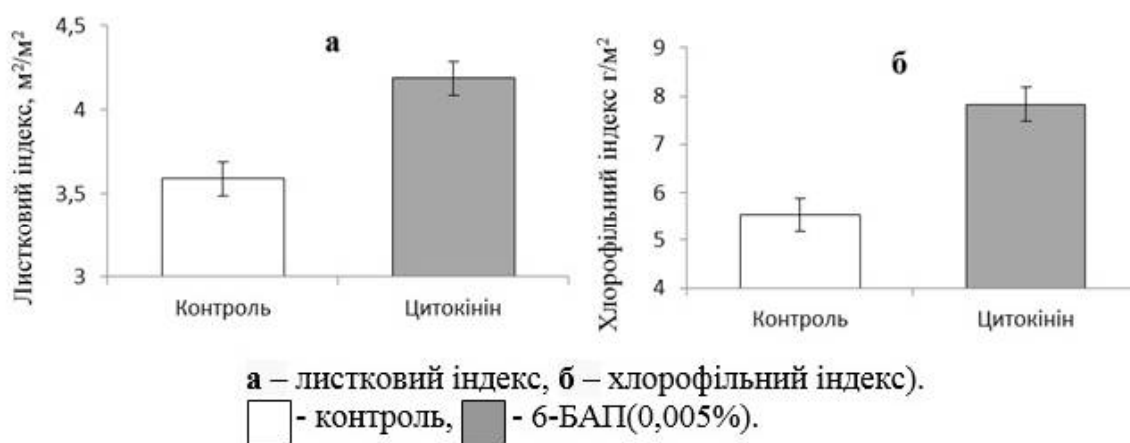 Листковий індекс, м²/м²
4,5
4
3,5
3
а
Контроль
Цитокінін
Хлорофільний індекс г/м²
9
8
7
6
5
4
б
Контроль
Цитокінін
а – листковий індекс, б – хлорофільний індекс).
- контроль, - 6-БАП(0,005%).